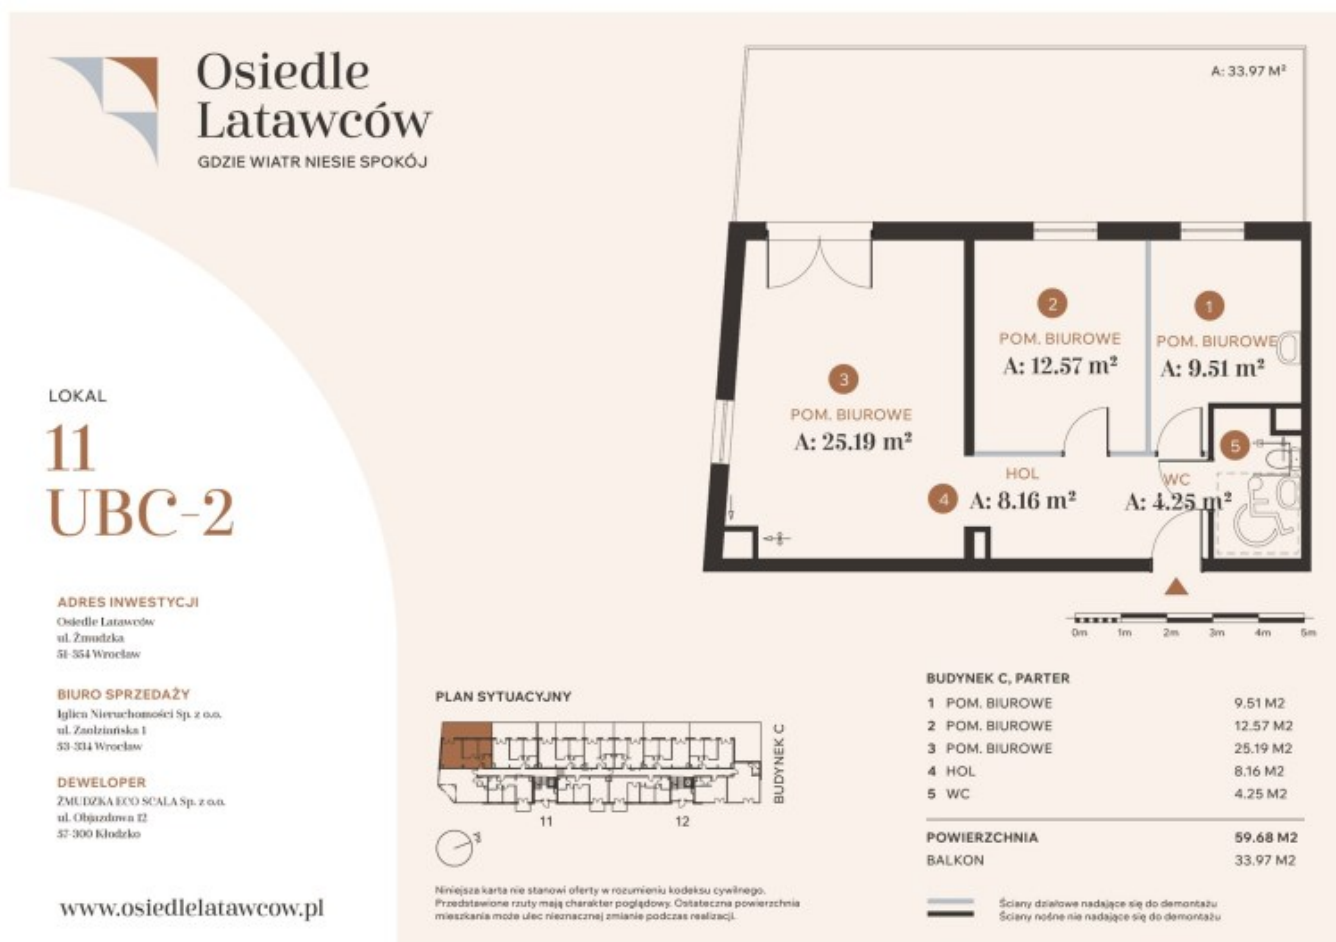 Osiedle
Latawców
GDZIE WIATR NIESIE SPOKÓJ
LOKAL
11
UBC-2
ADRES INWESTYCJI
Osiedle Latawców
ul. Żmudzka
51-354 Wrocław
BIURO SPRZEDAŻY
Iglica Nieruchomości Sp. z o.o.
ul. Zaolziańska 1
53-334 Wrocław
DEWELOPER
ŻMUDZKA ECO SCALA Sp. z o.o.
ul. Objazdowa 12
57-300 Kłodzko
www.osiedlelatawcow.pl
A: 33.97 M²
3
POM. BIUROWE
A: 25.19 m²
2
POM. BIUROWE
A: 12.57 m²
1
POM. BIUROWE
A: 9.51 m²
4
HOL
A: 8.16 m²
5
WC
A: 4.25 m²
0m 1m 2m 3m 4m 5m
PLAN SYTUACYJNY
BUDYNEK C
11 12
Niniejsza karta nie stanowi oferty w rozumieniu kodeksu cywilnego.
Przedstawione rzuty mają charakter poglądowy. Ostateczna powierzchnia
mieszkania może ulec nieznacznej zmianie podczas realizacji.
BUDYNEK C, PARTER
1 POM. BIUROWE 9.51 M2
2 POM. BIUROWE 12.57 M2
3 POM. BIUROWE 25.19 M2
4 HOL 8.16 M2
5 WC 4.25 M2
POWIERZCHNIA 59.68 M2
BALKON 33.97 M2
Ściany działowe nadające się do demontażu
Ściany nośne nie nadające się do demontażu